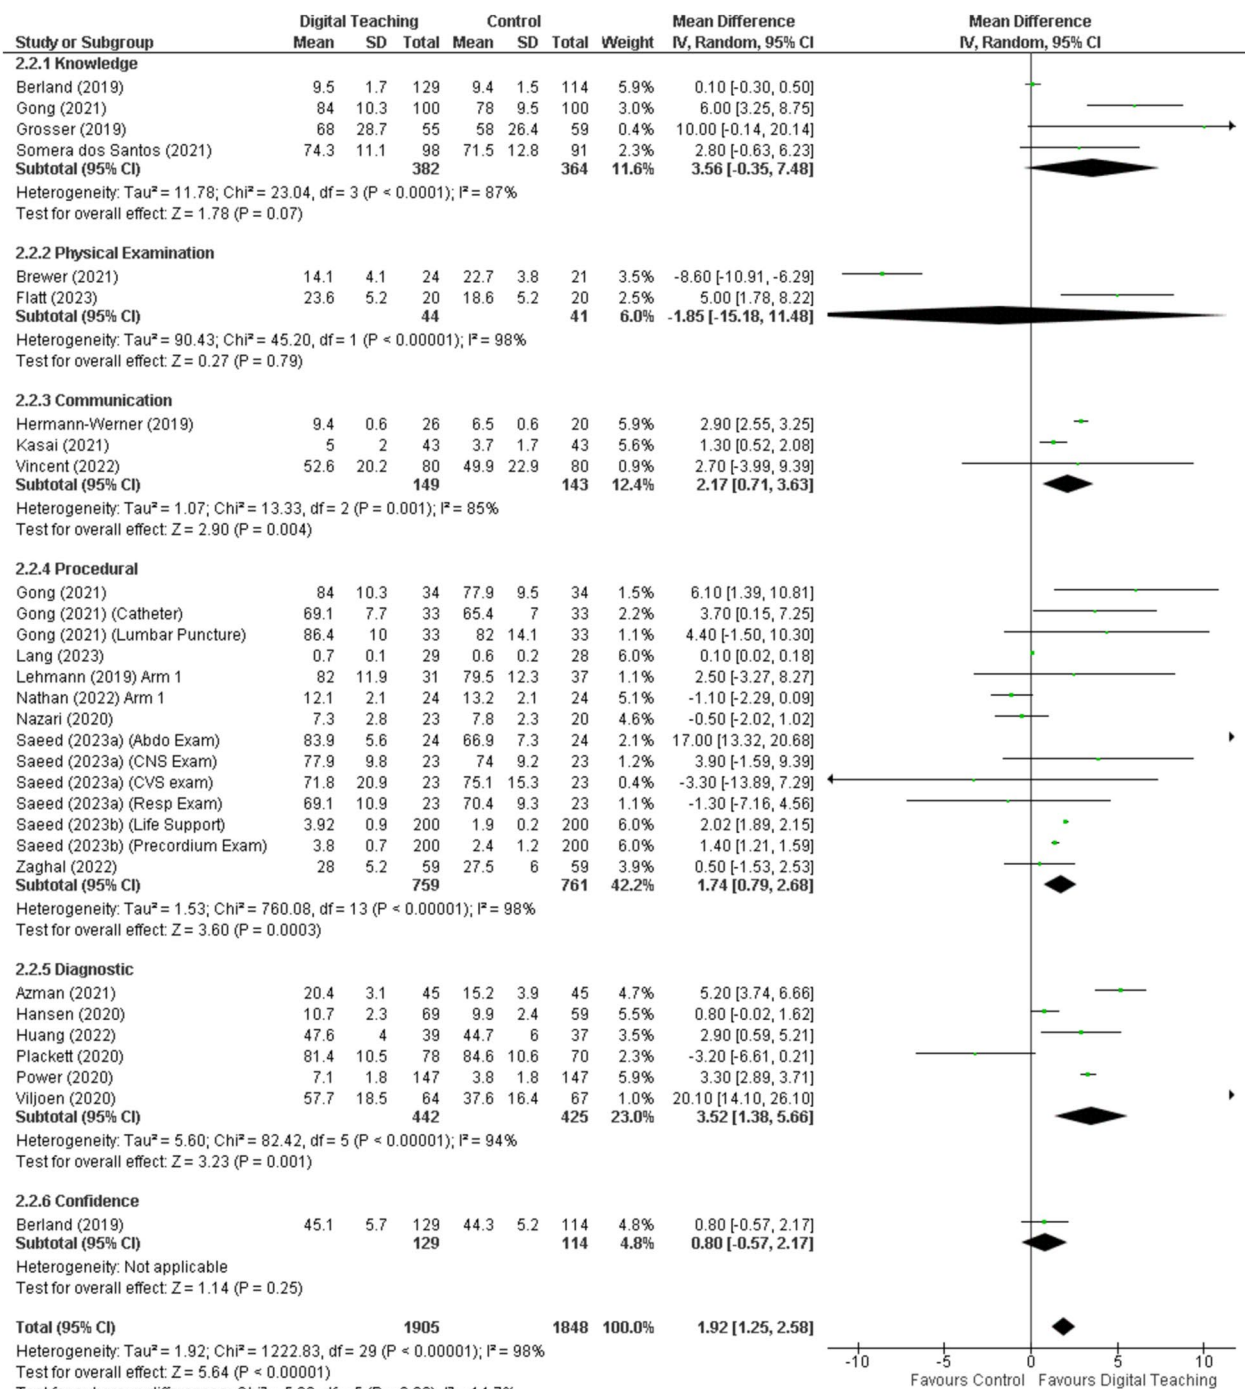 Digital Teaching Control Mean Difference Mean Difference
Study or Subgroup Mean SD Total Mean SD Total Weight IV, Random, 95% CI IV, Random, 95% CI
2.2.1 Knowledge
Berland (2019) 9.5 1.7 129 9.4 1.5 114 5.9% 0.10 [-0.30, 0.50]
Gong (2021) 84 10.3 100 78 9.5 100 3.0% 6.00 [3.25, 8.75]
Grosser (2019) 68 28.7 55 58 26.4 59 0.4% 10.00 [-0.14, 20.14]
Somera dos Santos (2021) 74.3 11.1 98 71.5 12.8 91 2.3% 2.80 [-0.63, 6.23]
Subtotal (95% CI) 382 364 11.6% 3.56 [-0.35, 7.48]
Heterogeneity: Tau² = 11.78; Chi² = 23.04, df = 3 (P < 0.0001); I² = 87%
Test for overall effect: Z = 1.78 (P = 0.07)
2.2.2 Physical Examination
Brewer (2021) 14.1 4.1 24 22.7 3.8 21 3.5% -8.60 [-10.91, -6.29]
Flatt (2023) 23.6 5.2 20 18.6 5.2 20 2.5% 5.00 [1.78, 8.22]
Subtotal (95% CI) 44 41 6.0% -1.85 [-15.18, 11.48]
Heterogeneity: Tau² = 90.43; Chi² = 45.20, df = 1 (P < 0.00001); I² = 98%
Test for overall effect: Z = 0.27 (P = 0.79)
2.2.3 Communication
Hermann-Werner (2019) 9.4 0.6 26 6.5 0.6 20 5.9% 2.90 [2.55, 3.25]
Kasai (2021) 5 2 43 3.7 1.7 43 5.6% 1.30 [0.52, 2.08]
Vincent (2022) 52.6 20.2 80 49.9 22.9 80 0.9% 2.70 [-3.99, 9.39]
Subtotal (95% CI) 149 143 12.4% 2.17 [0.71, 3.63]
Heterogeneity: Tau² = 1.07; Chi² = 13.33, df = 2 (P = 0.001); I² = 85%
Test for overall effect: Z = 2.90 (P = 0.004)
2.2.4 Procedural
Gong (2021) 84 10.3 34 77.9 9.5 34 1.5% 6.10 [1.39, 10.81]
Gong (2021) (Catheter) 69.1 7.7 33 65.4 7 33 2.2% 3.70 [0.15, 7.25]
Gong (2021) (Lumbar Puncture) 86.4 10 33 82 14.1 33 1.1% 4.40 [-1.50, 10.30]
Lang (2023) 0.7 0.1 29 0.6 0.2 28 6.0% 0.10 [0.02, 0.18]
Lehmann (2019) Arm 1 82 11.9 31 79.5 12.3 37 1.1% 2.50 [-3.27, 8.27]
Nathan (2022) Arm 1 12.1 2.1 24 13.2 2.1 24 5.1% -1.10 [-2.29, 0.09]
Nazari (2020) 7.3 2.8 23 7.8 2.3 20 4.6% -0.50 [-2.02, 1.02]
Saeed (2023a) (Abdo Exam) 83.9 5.6 24 66.9 7.3 24 2.1% 17.00 [13.32, 20.68]
Saeed (2023a) (CNS Exam) 77.9 9.8 23 74 9.2 23 1.2% 3.90 [-1.59, 9.39]
Saeed (2023a) (CVS exam) 71.8 20.9 23 75.1 15.3 23 0.4% -3.30 [-13.89, 7.29]
Saeed (2023a) (Resp Exam) 69.1 10.9 23 70.4 9.3 23 1.1% -1.30 [-7.16, 4.56]
Saeed (2023b) (Life Support) 3.92 0.9 200 1.9 0.2 200 6.0% 2.02 [1.89, 2.15]
Saeed (2023b) (Precordium Exam) 3.8 0.7 200 2.4 1.2 200 6.0% 1.40 [1.21, 1.59]
Zaghal (2022) 28 5.2 59 27.5 6 59 3.9% 0.50 [-1.53, 2.53]
Subtotal (95% CI) 759 761 42.2% 1.74 [0.79, 2.68]
Heterogeneity: Tau² = 1.53; Chi² = 760.08, df = 13 (P < 0.00001); I² = 98%
Test for overall effect: Z = 3.60 (P = 0.0003)
2.2.5 Diagnostic
Azman (2021) 20.4 3.1 45 15.2 3.9 45 4.7% 5.20 [3.74, 6.66]
Hansen (2020) 10.7 2.3 69 9.9 2.4 59 5.5% 0.80 [-0.02, 1.62]
Huang (2022) 47.6 4 39 44.7 6 37 3.5% 2.90 [0.59, 5.21]
Plackett (2020) 81.4 10.5 78 84.6 10.6 70 2.3% -3.20 [-6.61, 0.21]
Power (2020) 7.1 1.8 147 3.8 1.8 147 5.9% 3.30 [2.89, 3.71]
Viljoen (2020) 57.7 18.5 64 37.6 16.4 67 1.0% 20.10 [14.10, 26.10]
Subtotal (95% CI) 442 425 23.0% 3.52 [1.38, 5.66]
Heterogeneity: Tau² = 5.60; Chi² = 82.42, df = 5 (P < 0.00001); I² = 94%
Test for overall effect: Z = 3.23 (P = 0.001)
2.2.6 Confidence
Berland (2019) 45.1 5.7 129 44.3 5.2 114 4.8% 0.80 [-0.57, 2.17]
Subtotal (95% CI) 129 114 4.8% 0.80 [-0.57, 2.17]
Heterogeneity: Not applicable
Test for overall effect: Z = 1.14 (P = 0.25)
Total (95% CI) 1905 1848 100.0% 1.92 [1.25, 2.58]
Heterogeneity: Tau² = 1.92; Chi² = 1222.83, df = 29 (P < 0.00001); I² = 98%
Test for overall effect: Z = 5.64 (P < 0.00001)
-10 -5 0 5 10
Favours Control Favours Digital Teaching